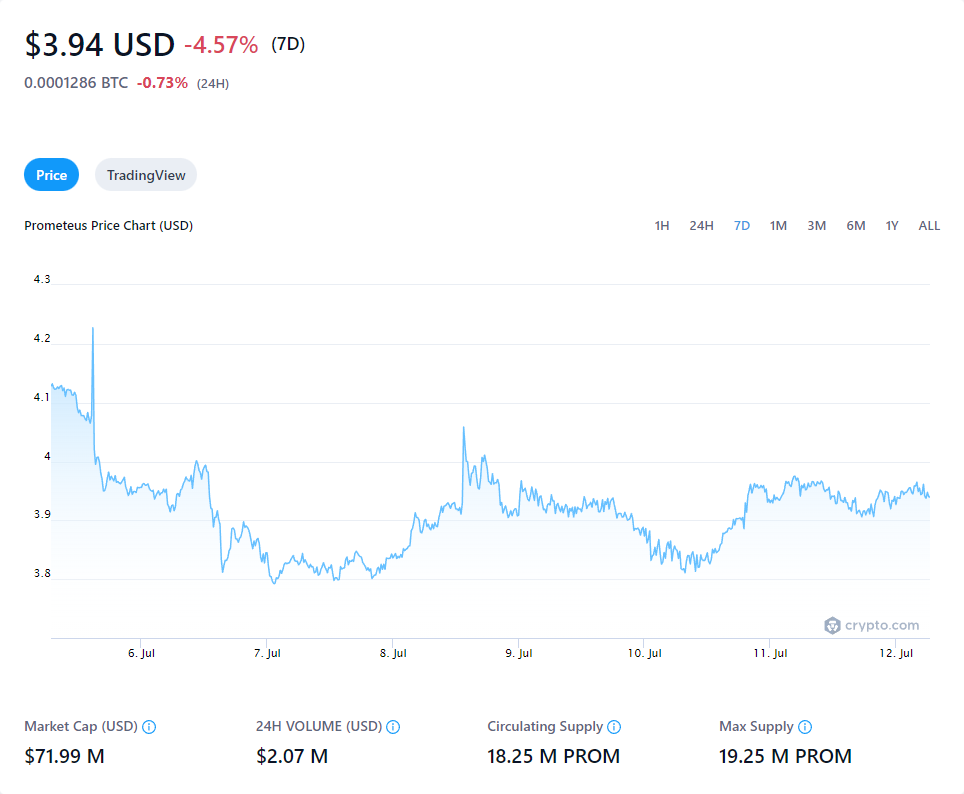 $3.94 USD -4.57% (7D)
0.0001286 BTC -0.73% (24H)
Price TradingView
Prometeus Price Chart (USD) 1H 24H 7D 1M 3M 6M 1Y ALL
4.3
4.2
4.1
4
3.9
3.8
crypto.com
6. Jul 7. Jul 8. Jul 9. Jul 10. Jul 11. Jul 12. Jul
Market Cap (USD) 24H VOLUME (USD) Circulating Supply Max Supply
$71.99 M $2.07 M 18.25 M PROM 19.25 M PROM